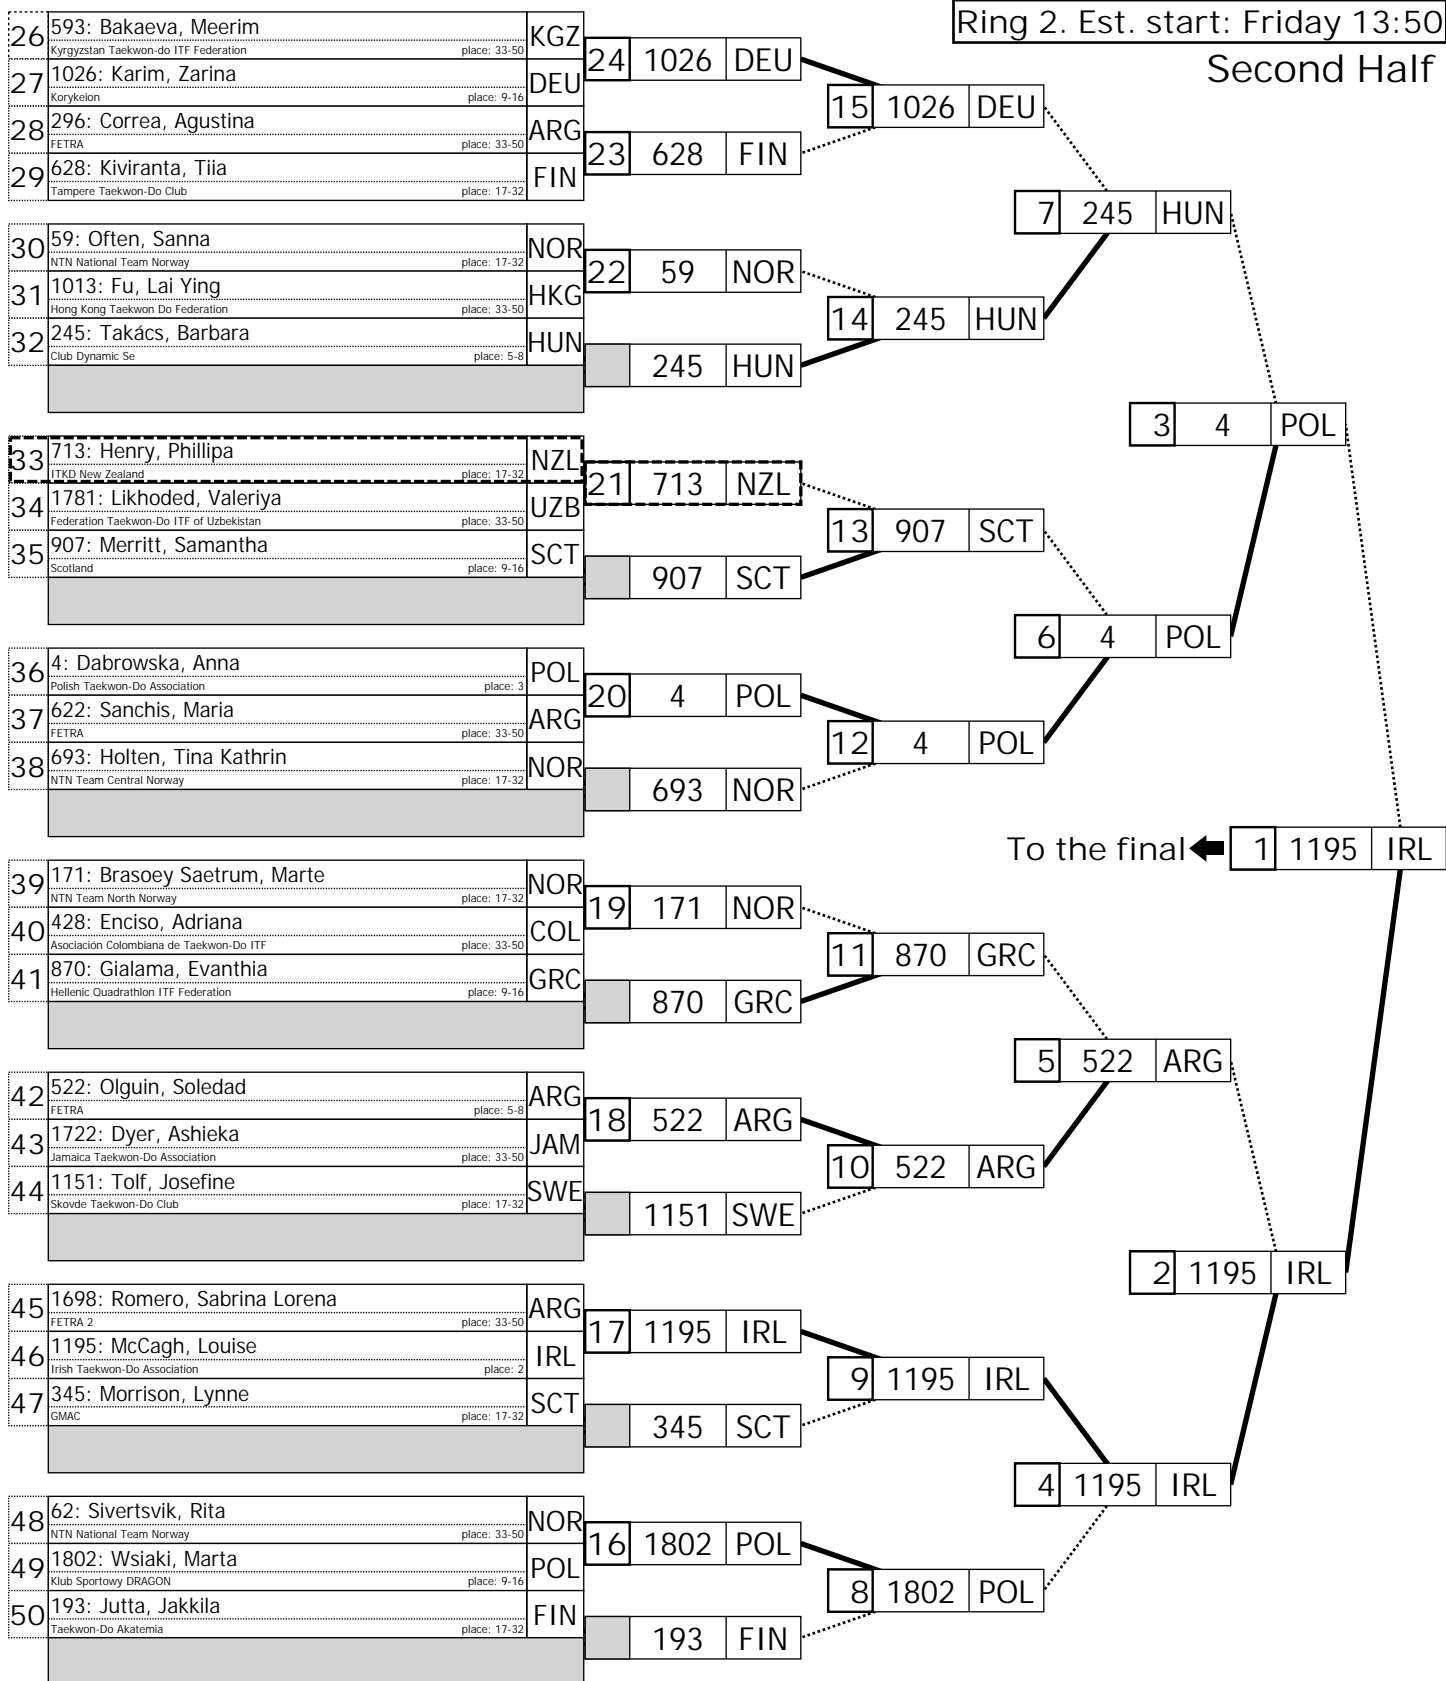 Ring 2. Est. start: Friday 13:50
Second Half
26 593: Bakaeva, Meerim KGZ
Kyrgyzstan Taekwon-do ITF Federation place: 33-50
27 1026: Karim, Zarina DEU
Korykeion place: 9-16
28 296: Correa, Agustina ARG
FETRA place: 33-50
29 628: Kiviranta, Tiia FIN
Tampere Taekwon-Do Club place: 17-32
30 59: Often, Sanna NOR
NTN National Team Norway place: 17-32
31 1013: Fu, Lai Ying HKG
Hong Kong Taekwon Do Federation place: 33-50
32 245: Takács, Barbara HUN
Club Dynamic Se place: 5-8
33 713: Henry, Phillipa NZL
ITKD New Zealand place: 17-32
34 1781: Likhoded, Valeriya UZB
Federation Taekwon-Do ITF of Uzbekistan place: 33-50
35 907: Merritt, Samantha SCT
Scotland place: 9-16
36 4: Dabrowska, Anna POL
Polish Taekwon-Do Association place: 3
37 622: Sanchis, Maria ARG
FETRA place: 33-50
38 693: Holten, Tina Kathrin NOR
NTN Team Central Norway place: 17-32
39 171: Brasoey Saetrum, Marte NOR
NTN Team North Norway place: 17-32
40 428: Enciso, Adriana COL
Asociación Colombiana de Taekwon-Do ITF place: 33-50
41 870: Gialama, Evanthia GRC
Hellenic Quadrathlon ITF Federation place: 9-16
42 522: Olguin, Soledad ARG
FETRA place: 5-8
43 1722: Dyer, Ashieka JAM
Jamaica Taekwon-Do Association place: 33-50
44 1151: Tolf, Josefine SWE
Skovde Taekwon-Do Club place: 17-32
45 1698: Romero, Sabrina Lorena ARG
FETRA 2 place: 33-50
46 1195: McCagh, Louise IRL
Irish Taekwon-Do Association place: 2
47 345: Morrison, Lynne SCT
GMAC place: 17-32
48 62: Sivertsvik, Rita NOR
NTN National Team Norway place: 33-50
49 1802: Wsiaki, Marta POL
Klub Sportowy DRAGON place: 9-16
50 193: Jutta, Jakkila FIN
Taekwon-Do Akatemia place: 17-32
24 1026 DEU
23 628 FIN
22 59 NOR
245 HUN
21 713 NZL
907 SCT
20 4 POL
693 NOR
19 171 NOR
870 GRC
18 522 ARG
1151 SWE
17 1195 IRL
345 SCT
16 1802 POL
193 FIN
15 1026 DEU
14 245 HUN
13 907 SCT
12 4 POL
11 870 GRC
10 522 ARG
9 1195 IRL
8 1802 POL
7 245 HUN
6 4 POL
5 522 ARG
4 1195 IRL
3 4 POL
2 1195 IRL
To the final 1 1195 IRL